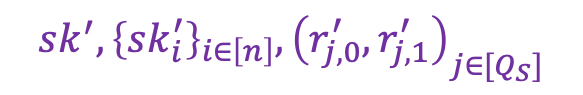 sk′, {sk′ᵢ}ᵢ∈[n], (r′ⱼ,₀, r′ⱼ,₁)ⱼ∈[Q_S]